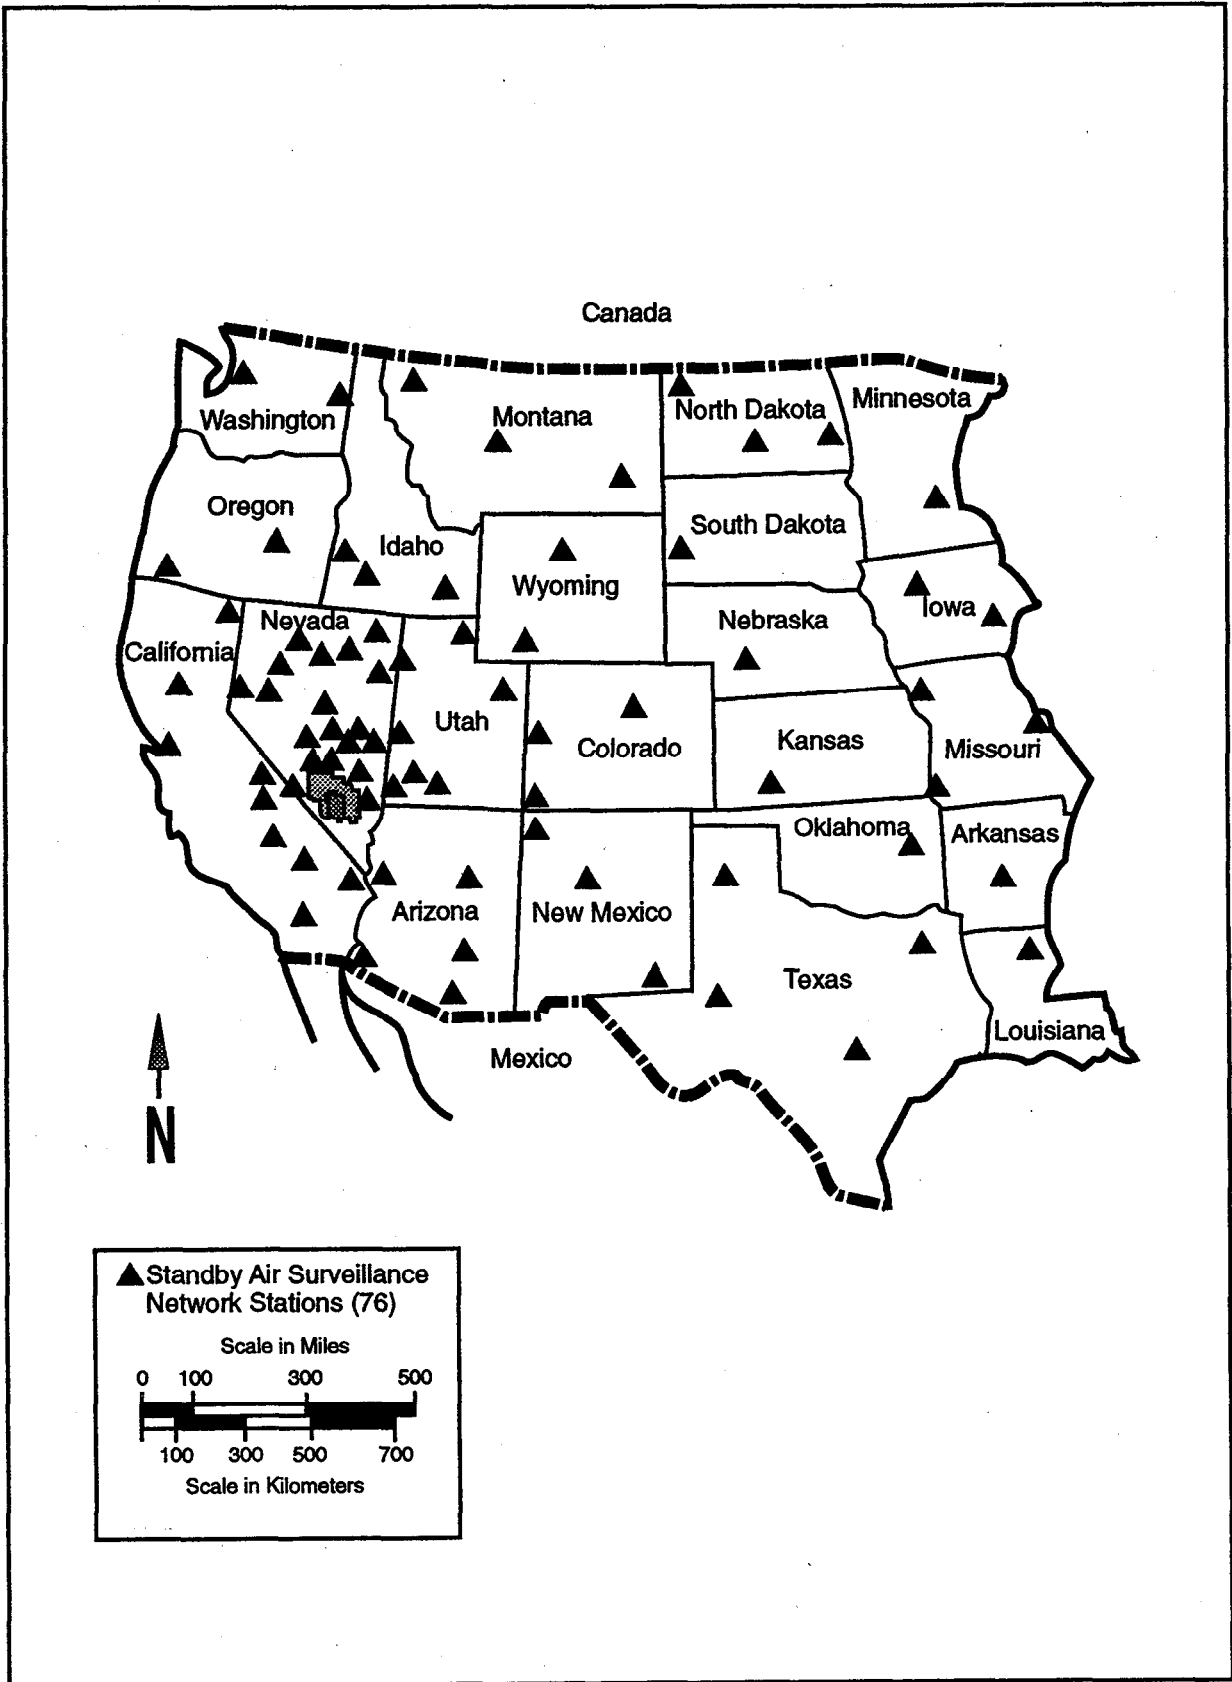 Canada
Washington
Montana
North Dakota
Minnesota
Oregon
Idaho
South Dakota
Wyoming
Iowa
Nevada
Nebraska
California
Utah
Colorado
Kansas
Missouri
Oklahoma
Arkansas
Arizona
New Mexico
Texas
Louisiana
Mexico
N
Standby Air Surveillance
Network Stations (76)
Scale in Miles
0 100 300 500
100 300 500 700
Scale in Kilometers